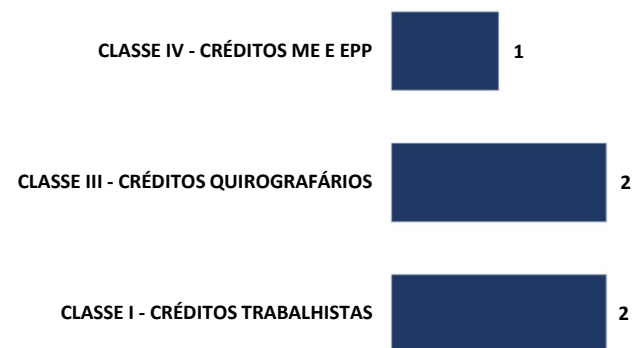 CLASSE IV - CRÉDITOS ME E EPP 1
CLASSE III - CRÉDITOS QUIROGRAFÁRIOS 2
CLASSE I - CRÉDITOS TRABALHISTAS 2